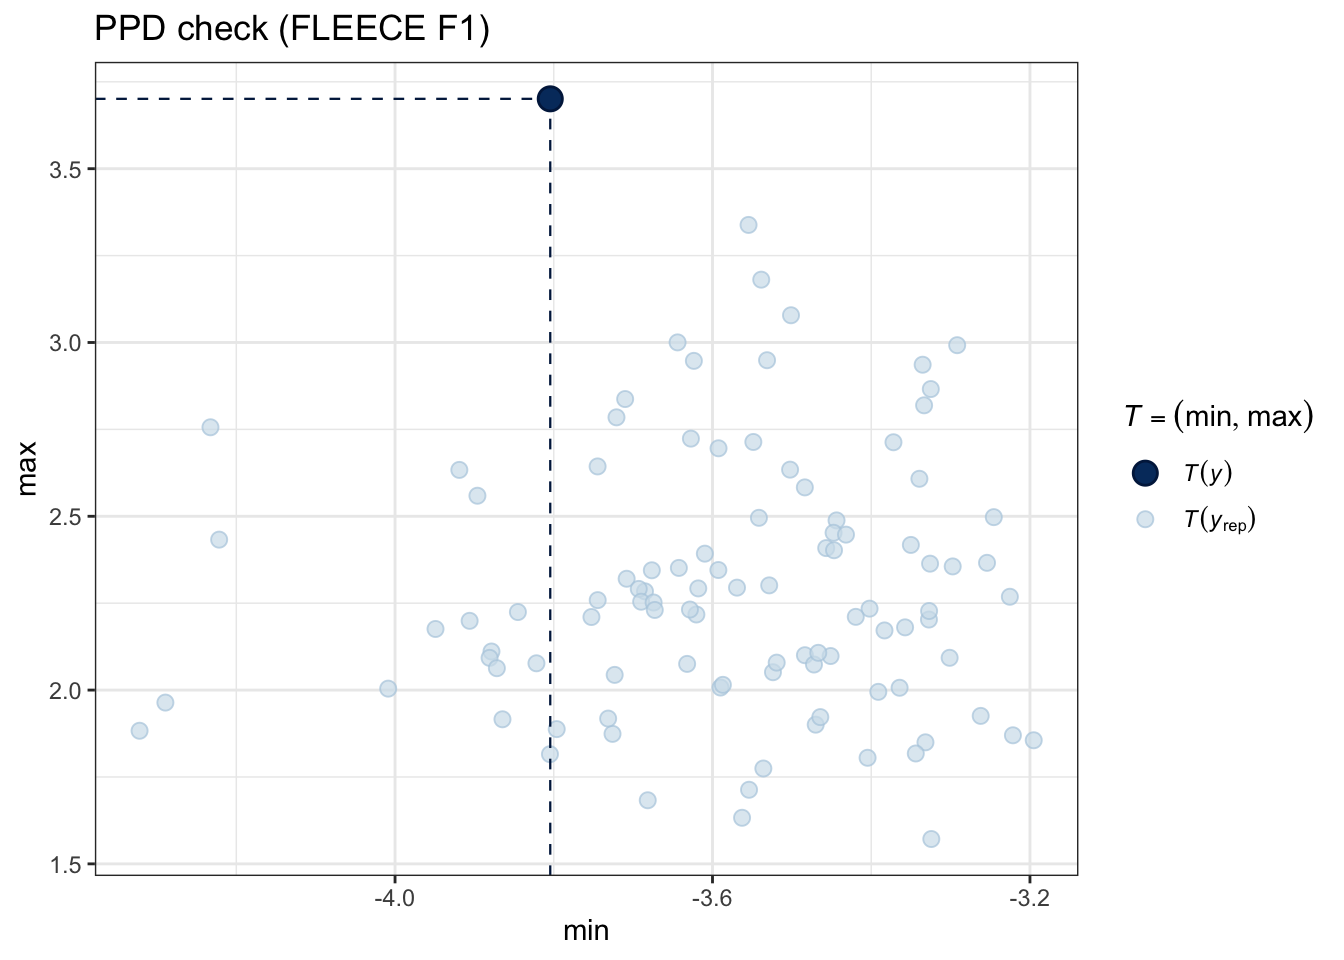 PPD check (FLEECE F1)
3.5
3.0
2.5
2.0
1.5
max
-4.0
-3.6
-3.2
min
T = (min, max)
T(y)
T(yrep)